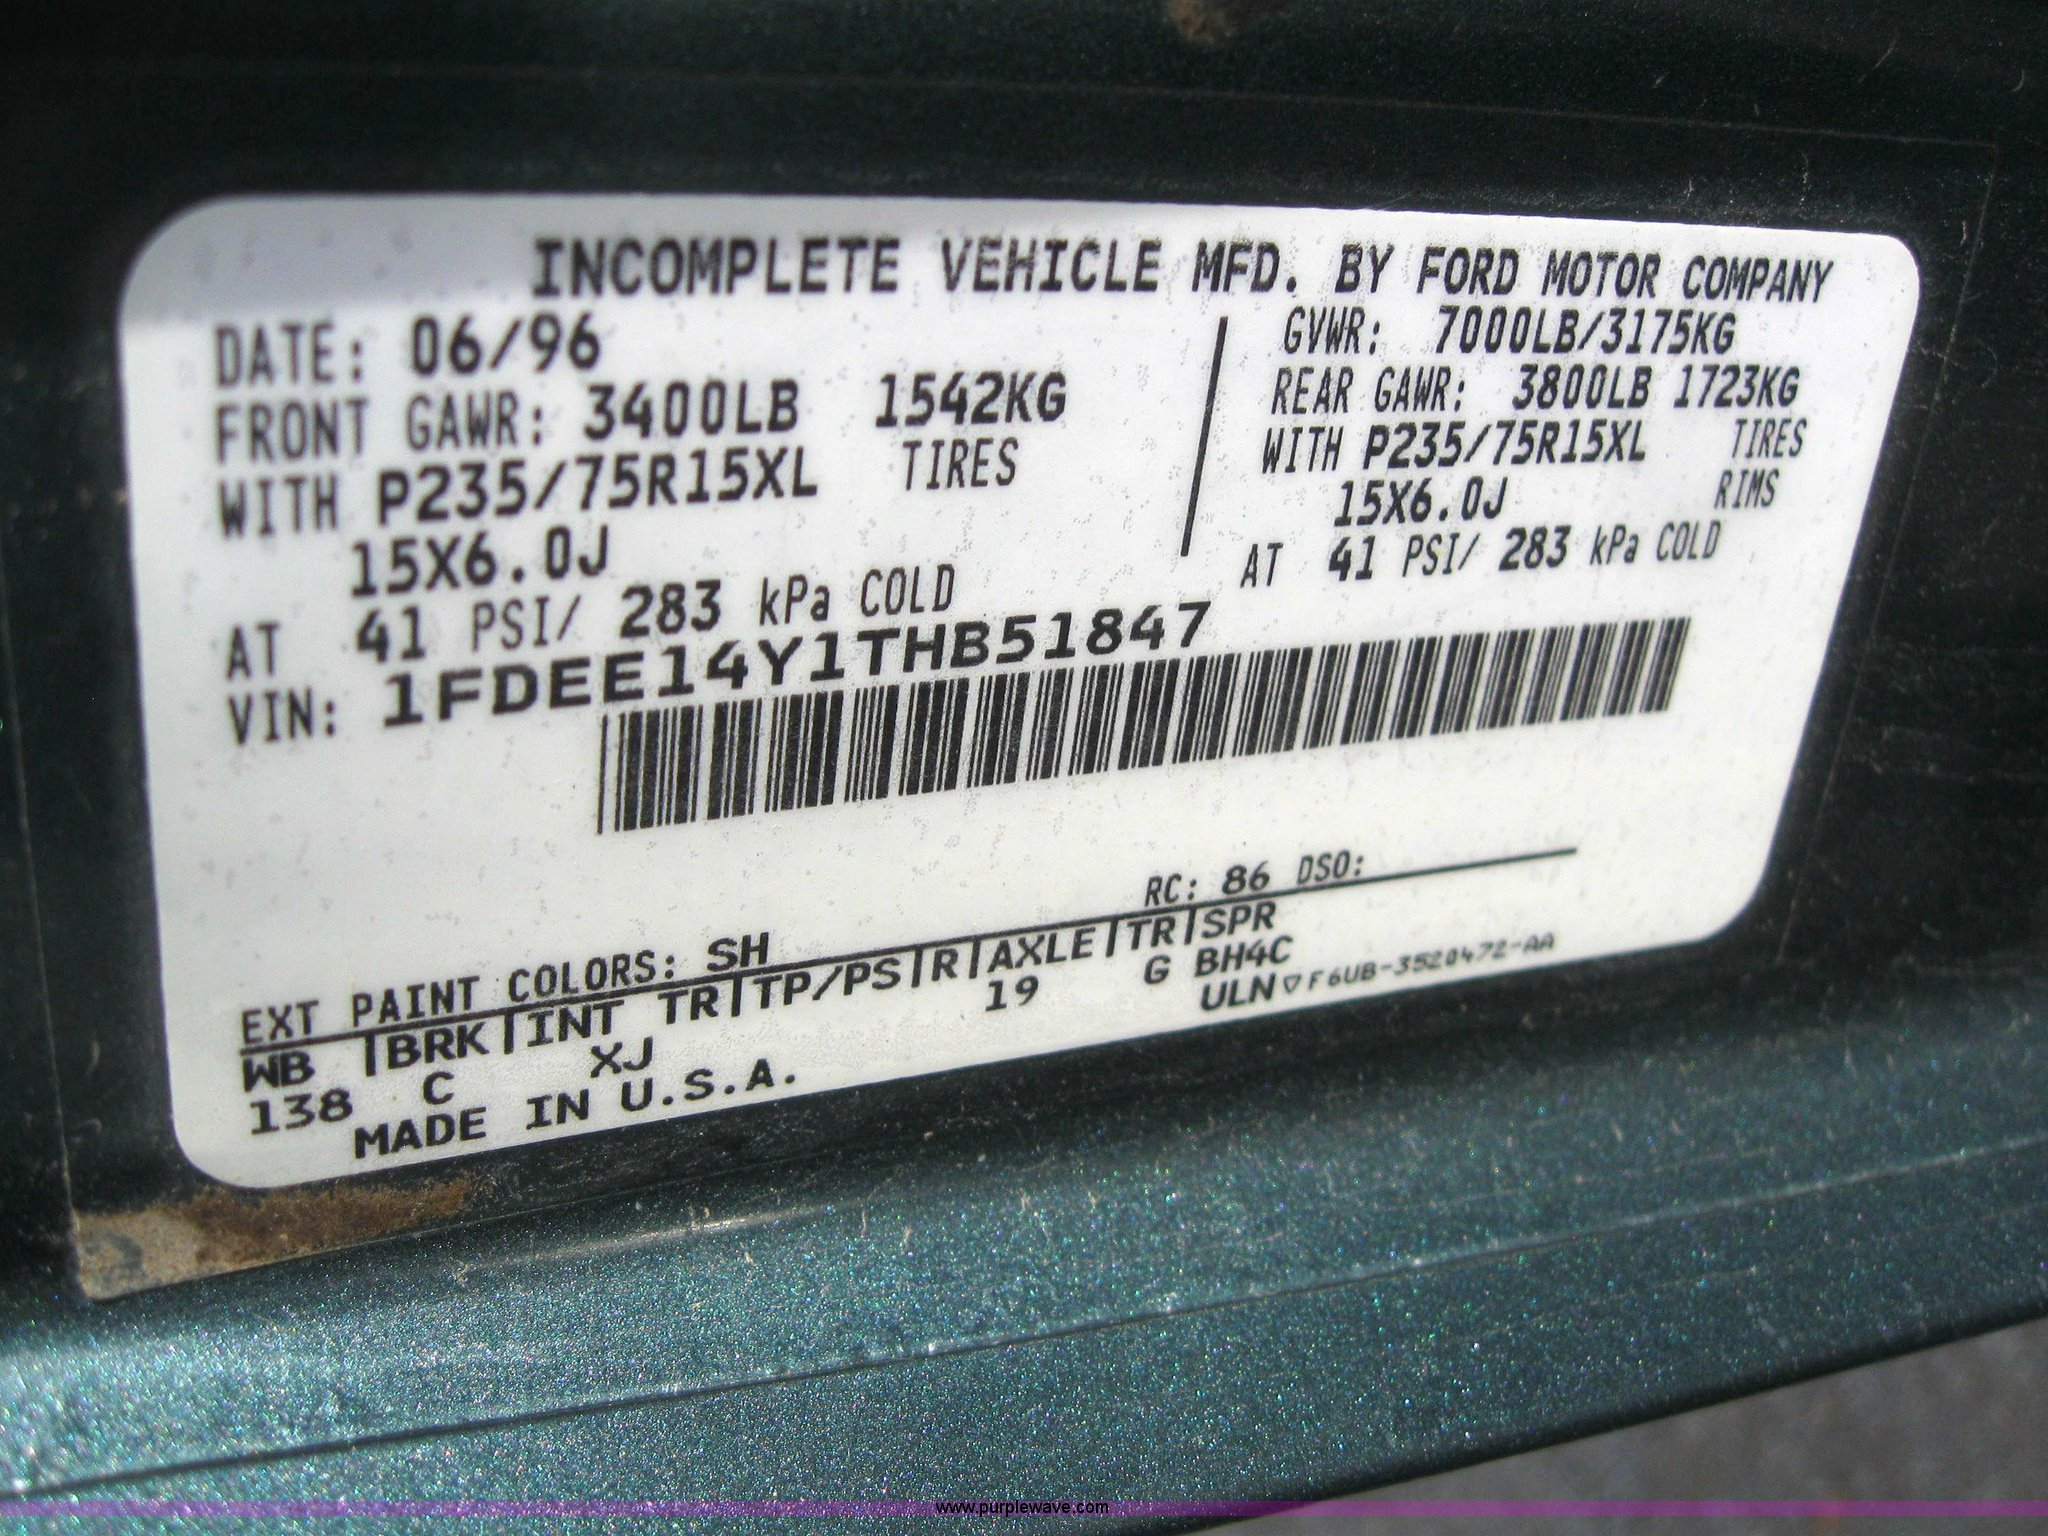 INCOMPLETE VEHICLE MFD. BY FORD MOTOR COMPANY
DATE: 06/96
FRONT GAWR: 3400LB 1542KG
WITH P235/75R15XL TIRES
15X6.0J
AT 41 PSI/ 283 kPa COLD
GVWR: 7000LB/3175KG
REAR GAWR: 3800LB 1723KG
WITH P235/75R15XL TIRES
15X6.0J RIMS
AT 41 PSI/ 283 kPa COLD
VIN: 1FDEE14Y1THB51847
RC: 86 DSO:
EXT PAINT COLORS: SH
WB |BRK|INT TR|TP/PS|R|AXLE|TR|SPR
138 C XJ 19 G BH4C
MADE IN U.S.A.
ULN ▽ F6UB-3520472-AA
www.purplewave.com